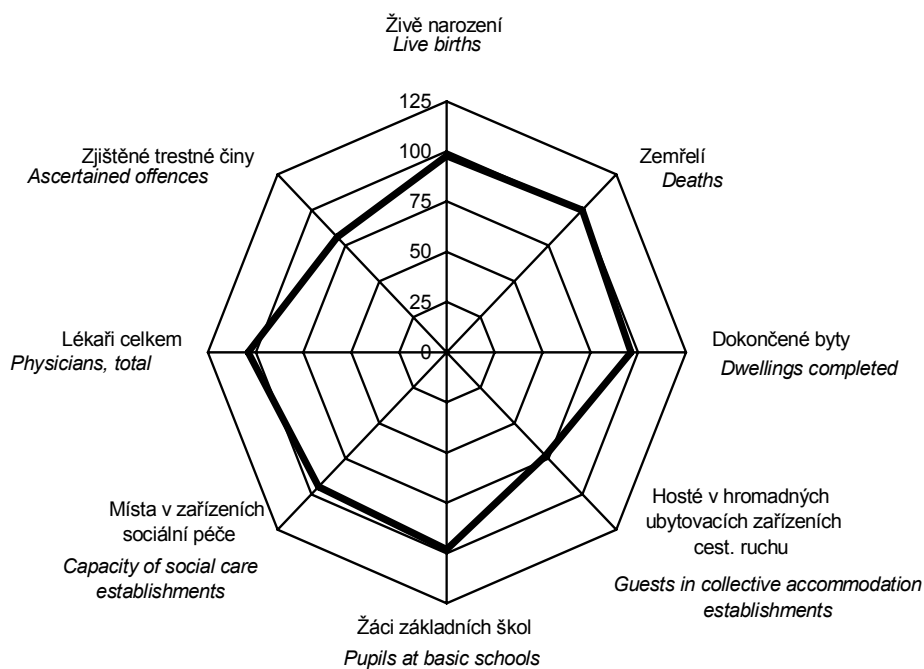 Živě narození
Live births
125
100
75
50
25
0
Zemřelí
Deaths
Dokončené byty
Dwellings completed
Hosté v hromadných
ubytovacích zařízeních
cest. ruchu
Guests in collective accommodation
establishments
Žáci základních škol
Pupils at basic schools
Místa v zařízeních
sociální péče
Capacity of social care
establishments
Lékaři celkem
Physicians, total
Zjištěné trestné činy
Ascertained offences